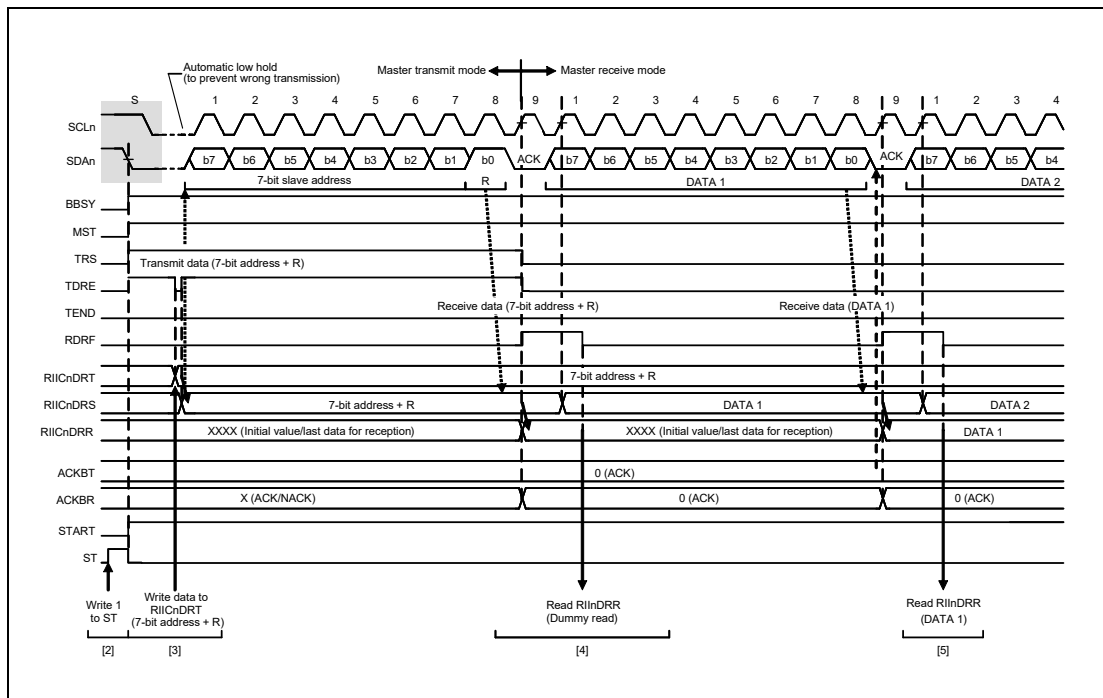 Automatic low hold
(to prevent wrong transmission)
Master transmit mode
Master receive mode
S 1 2 3 4 5 6 7 8 9 1 2 3 4 5 6 7 8 9 1 2 3 4
SCLn
SDAn b7 b6 b5 b4 b3 b2 b1 b0 ACK b7 b6 b5 b4 b3 b2 b1 b0 ACK b7 b6 b5 b4
7-bit slave address R DATA 1 DATA 2
BBSY
MST
TRS
Transmit data (7-bit address + R)
TDRE
Receive data (7-bit address + R) Receive data (DATA 1)
TEND
RDRF
RIICnDRT 7-bit address + R
RIICnDRS 7-bit address + R DATA 1 DATA 2
RIICnDRR XXXX (Initial value/last data for reception) XXXX (Initial value/last data for reception) DATA 1
ACKBT 0 (ACK)
ACKBR X (ACK/NACK) 0 (ACK) 0 (ACK)
START
ST
Write 1
to ST
Write data to
RIICnDRT
(7-bit address + R)
Read RIInDRR
(Dummy read)
Read RIInDRR
(DATA 1)
[2] [3] [4] [5]